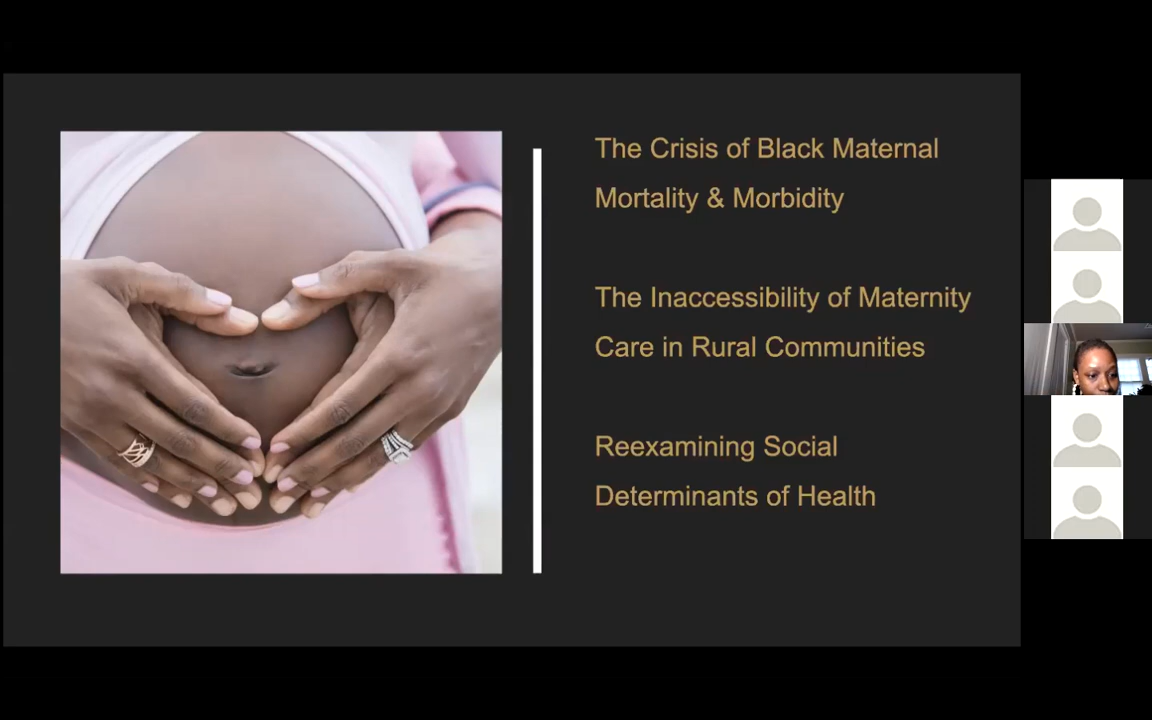 The Crisis of Black Maternal
Mortality & Morbidity
The Inaccessibility of Maternity
Care in Rural Communities
Reexamining Social
Determinants of Health